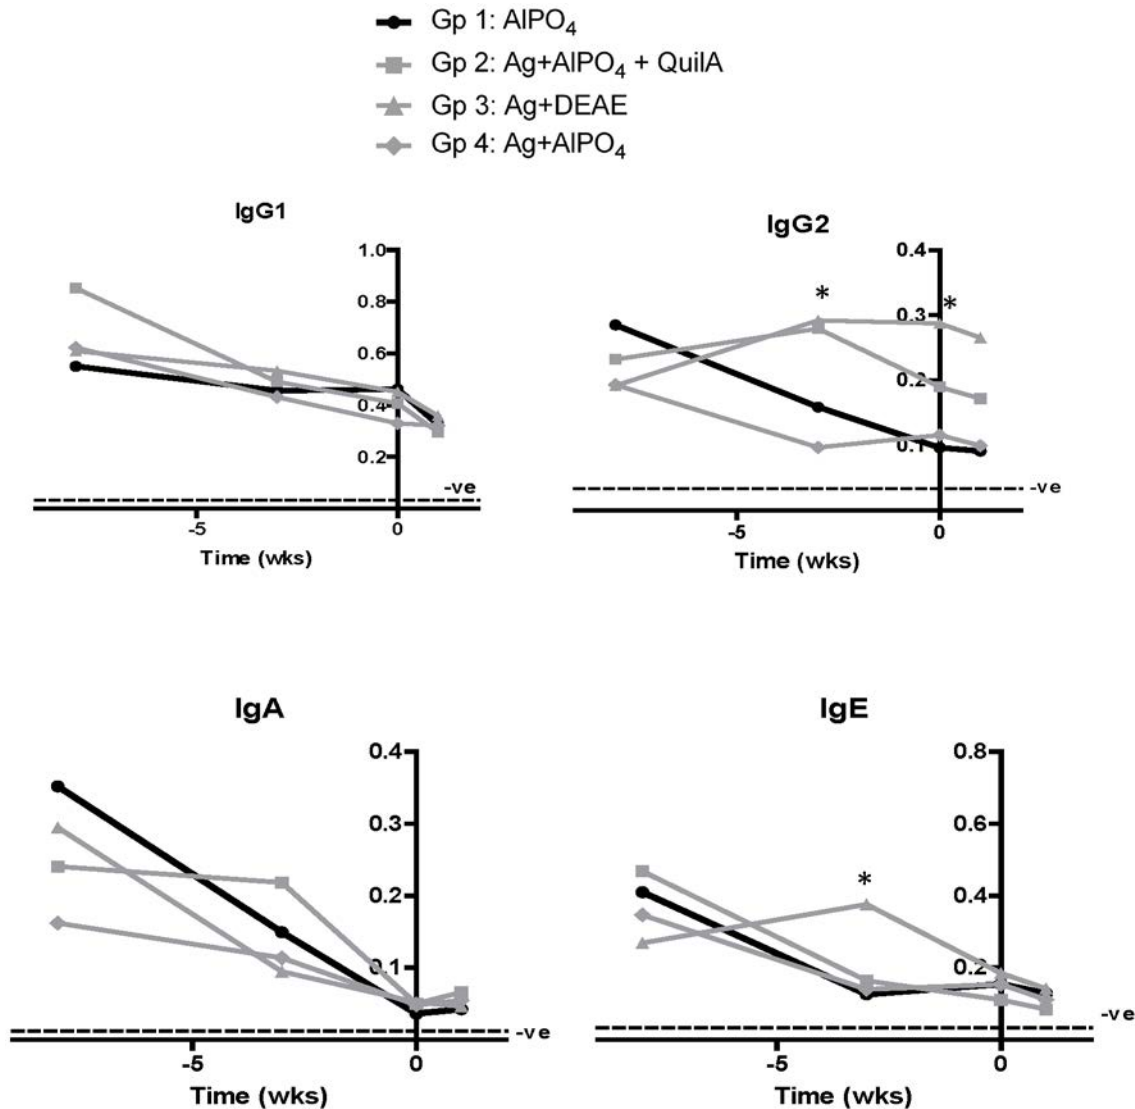 Gp 1: AlPO4
Gp 2: Ag+AlPO4 + QuilA
Gp 3: Ag+DEAE
Gp 4: Ag+AlPO4
IgG1
1.0
0.8
0.6
0.4
0.2
-ve
-5
0
Time (wks)
IgG2
0.4
*
*
0.3
0.2
0.1
-ve
-5
0
Time (wks)
IgA
0.4
0.3
0.2
0.1
-ve
-5
0
Time (wks)
IgE
0.8
0.6
*
0.4
0.2
-ve
-5
0
Time (wks)